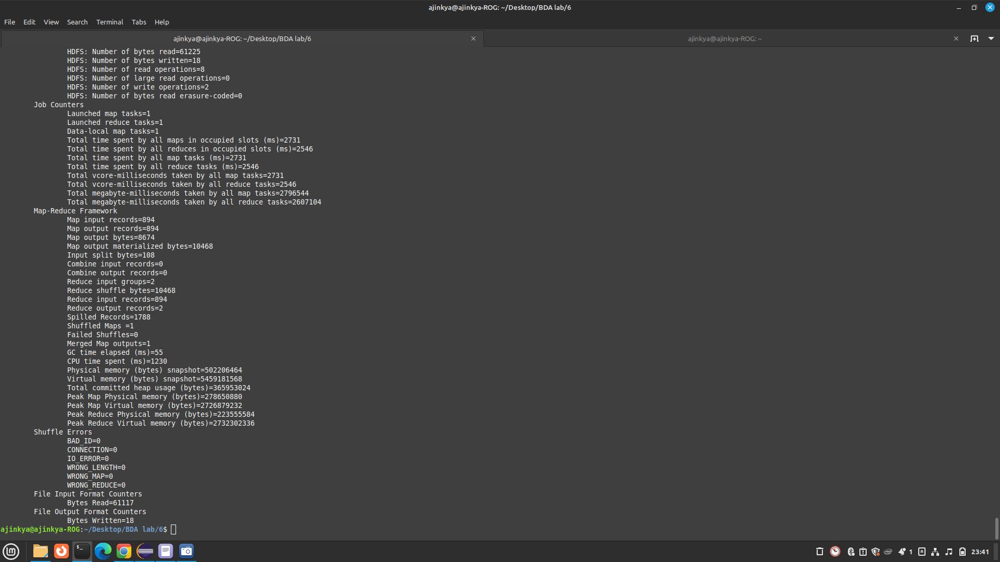 ajinkya@ajinkya-ROG: ~/Desktop/BDA lab/6
File Edit View Search Terminal Tabs Help
ajinkya@ajinkya-ROG: ~/Desktop/BDA lab/6
ajinkya@ajinkya-ROG: ~
HDFS: Number of bytes read=61225
HDFS: Number of bytes written=18
HDFS: Number of read operations=8
HDFS: Number of large read operations=0
HDFS: Number of write operations=2
HDFS: Number of bytes read erasure-coded=0
Job Counters
Launched map tasks=1
Launched reduce tasks=1
Data-local map tasks=1
Total time spent by all maps in occupied slots (ms)=2731
Total time spent by all reduces in occupied slots (ms)=2546
Total time spent by all map tasks (ms)=2731
Total time spent by all reduce tasks (ms)=2546
Total vcore-milliseconds taken by all map tasks=2731
Total vcore-milliseconds taken by all reduce tasks=2546
Total megabyte-milliseconds taken by all map tasks=2796544
Total megabyte-milliseconds taken by all reduce tasks=2607104
Map-Reduce Framework
Map input records=894
Map output records=894
Map output bytes=8674
Map output materialized bytes=10468
Input split bytes=108
Combine input records=0
Combine output records=0
Reduce input groups=2
Reduce shuffle bytes=10468
Reduce input records=894
Reduce output records=2
Spilled Records=1788
Shuffled Maps =1
Failed Shuffles=0
Merged Map outputs=1
GC time elapsed (ms)=55
CPU time spent (ms)=1230
Physical memory (bytes) snapshot=502206464
Virtual memory (bytes) snapshot=5459181568
Total committed heap usage (bytes)=365953024
Peak Map Physical memory (bytes)=278650880
Peak Map Virtual memory (bytes)=2726879232
Peak Reduce Physical memory (bytes)=223555584
Peak Reduce Virtual memory (bytes)=2732302336
Shuffle Errors
BAD_ID=0
CONNECTION=0
IO_ERROR=0
WRONG_LENGTH=0
WRONG_MAP=0
WRONG_REDUCE=0
File Input Format Counters
Bytes Read=61117
File Output Format Counters
Bytes Written=18
ajinkya@ajinkya-ROG:~/Desktop/BDA lab/6$
1 23:41